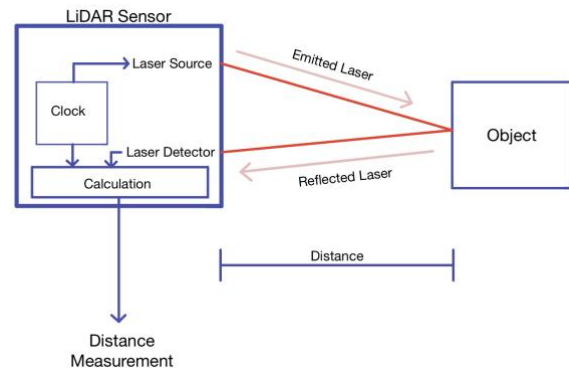 LiDAR Sensor
Laser Source
Emitted Laser
Clock
Object
Laser Detector
Reflected Laser
Calculation
Distance
Distance
Measurement